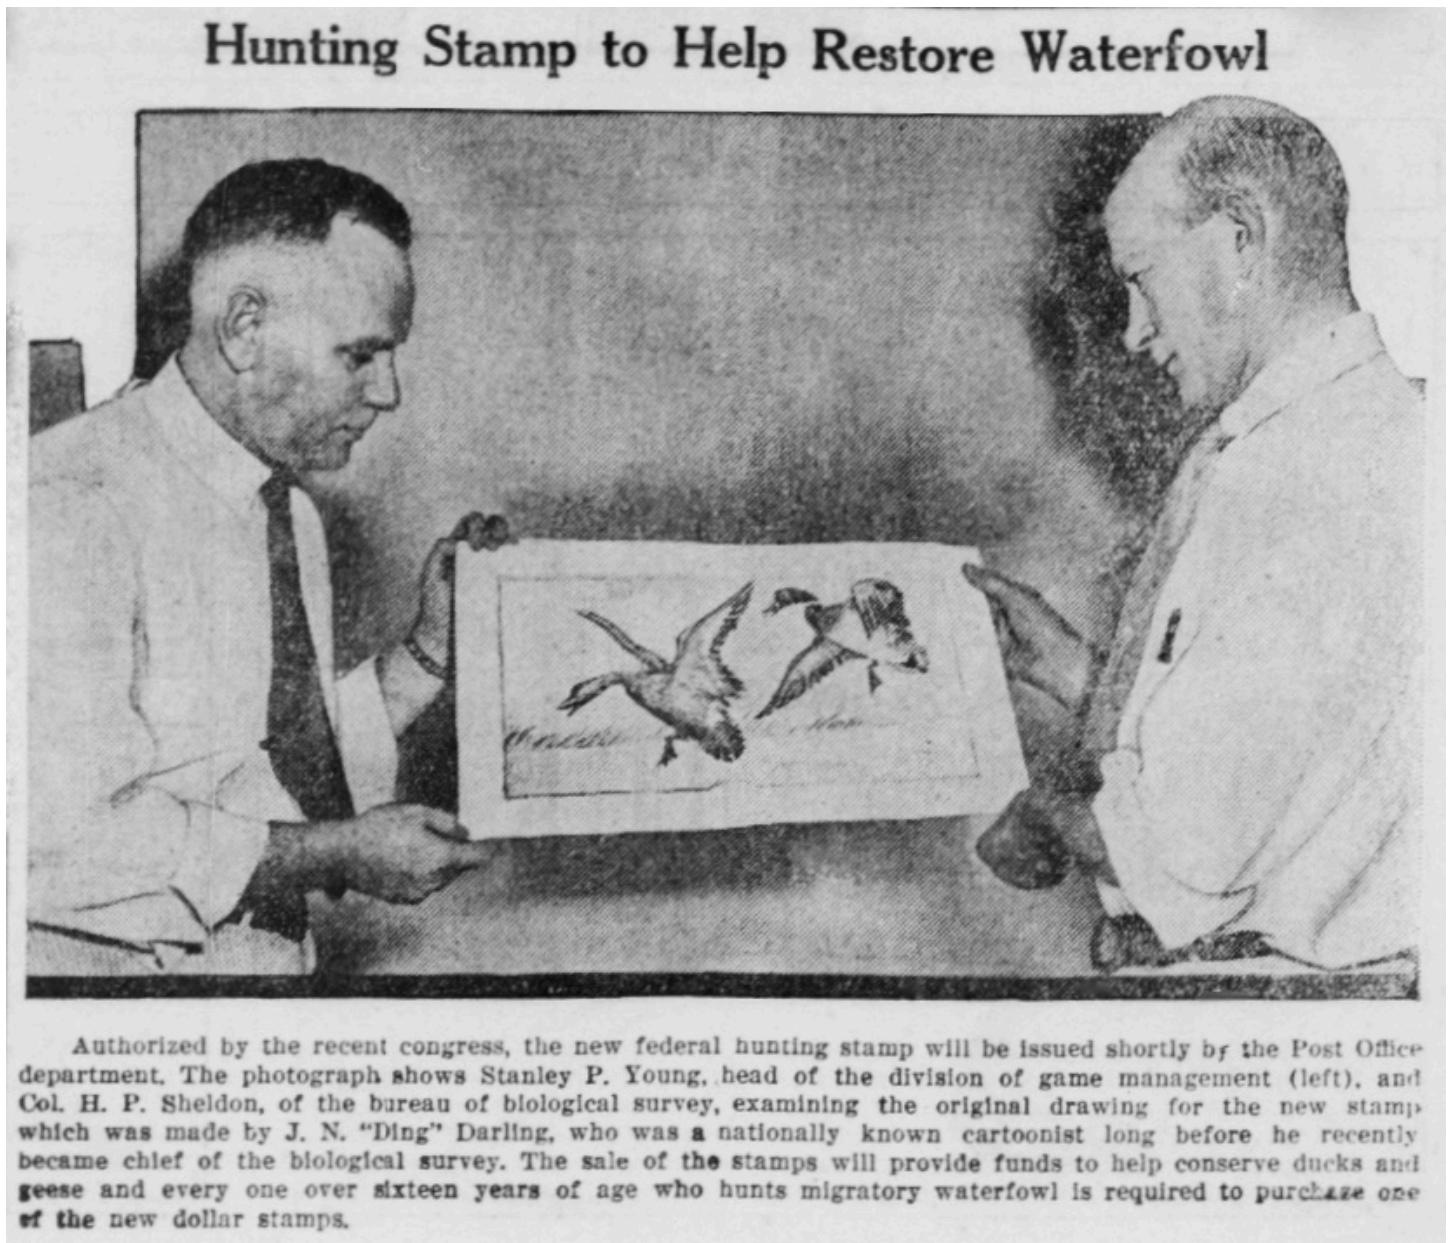 Hunting Stamp to Help Restore Waterfowl
Authorized by the recent congress, the new federal hunting stamp will be issued shortly by the Post Office
department. The photograph shows Stanley P. Young, head of the division of game management (left), and
Col. H. P. Sheldon, of the bureau of biological survey, examining the original drawing for the new stamp
which was made by J. N. "Ding" Darling, who was a nationally known cartoonist long before he recently
became chief of the biological survey. The sale of the stamps will provide funds to help conserve ducks and
geese and every one over sixteen years of age who hunts migratory waterfowl is required to purchase one
of the new dollar stamps.